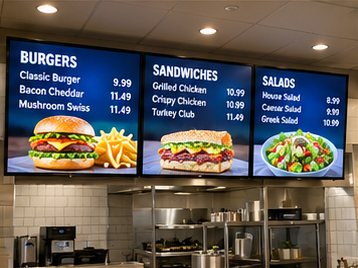 BURGERS
Classic Burger 9.99
Bacon Cheddar 11.49
Mushroom Swiss 11.49
SANDWICHES
Grilled Chicken 10.99
Crispy Chicken 10.99
Turkey Club 11.49
SALADS
House Salad 8.99
Caesar Salad 9.99
Greek Salad 10.99